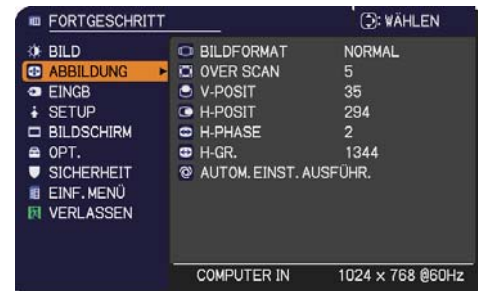 FORTGESCHRITT : WÄHLEN
BILD
ABBILDUNG
EINGB
SETUP
BILDSCHIRM
OPT.
SICHERHEIT
EINF. MENÜ
VERLASSEN
BILDFORMAT NORMAL
OVER SCAN 5
V-POSIT 35
H-POSIT 294
H-PHASE 2
H-GR. 1344
AUTOM. EINST. AUSFÜHR.
COMPUTER IN 1024 x 768 @60Hz